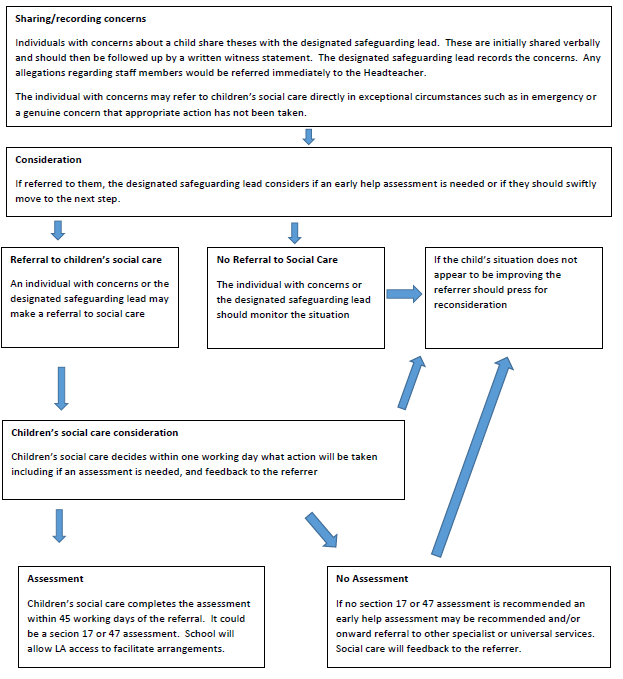 Sharing/recording concerns
Individuals with concerns about a child share theses with the designated safeguarding lead.  These are initially shared verbally
and should then be followed up by a written witness statement.  The designated safeguarding lead records the concerns.  Any
allegations regarding staff members would be referred immediately to the Headteacher.
The individual with concerns may refer to children's social care directly in exceptional circumstances such as in emergency or
a genuine concern that appropriate action has not been taken.
Consideration
If referred to them, the designated safeguarding lead considers if an early help assessment is needed or if they should swiftly
move to the next step.
Referral to children's social care
An individual with concerns or the
designated safeguarding lead may
make a referral to social care
No Referral to Social Care
The individual with concerns or
the designated safeguarding lead
should monitor the situation
If the child's situation does not
appear to be improving the
referrer should press for
reconsideration
Children's social care consideration
Children's social care decides within one working day what action will be taken
including if an assessment is needed, and feedback to the referrer
Assessment
Children's social care completes the assessment
within 45 working days of the referral.  It could
be a secion 17 or 47 assessment.  School will
allow LA access to facilitate arrangements.
No Assessment
If no section 17 or 47 assessment is recommended an
early help assessment may be recommended and/or
onward referral to other specialist or universal services.
Social care will feedback to the referrer.